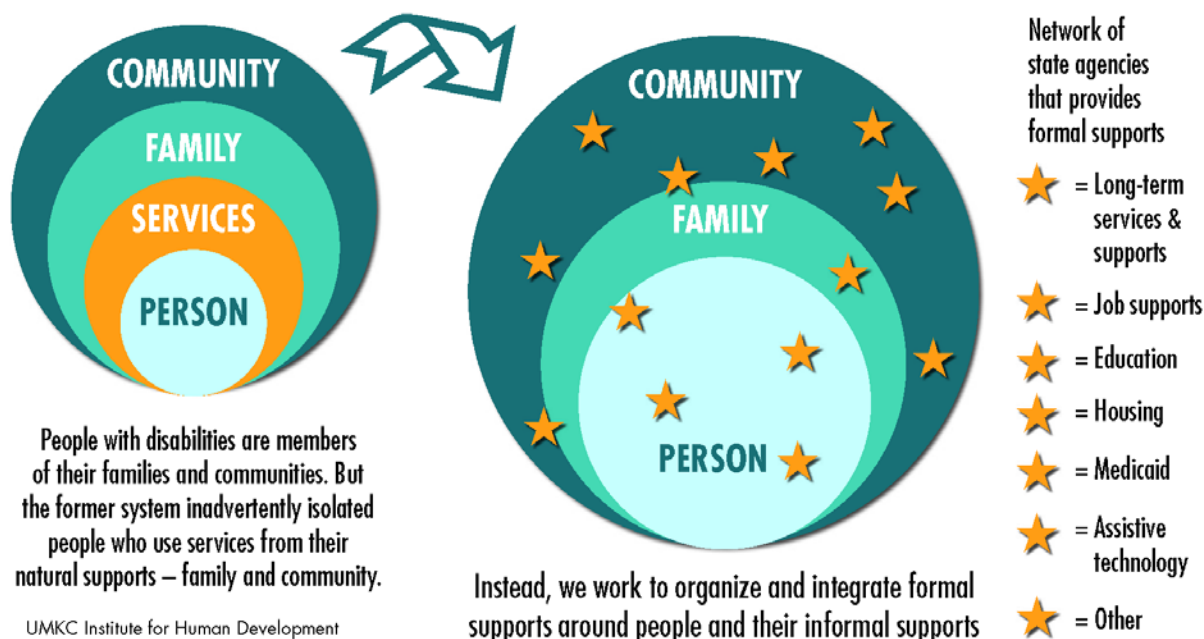 COMMUNITY
FAMILY
SERVICES
PERSON
People with disabilities are members
of their families and communities. But
the former system inadvertently isolated
people who use services from their
natural supports – family and community.
UMKC Institute for Human Development
COMMUNITY
FAMILY
PERSON
Instead, we work to organize and integrate formal
supports around people and their informal supports
Network of
state agencies
that provides
formal supports
= Long-term
services &
supports
= Job supports
= Education
= Housing
= Medicaid
= Assistive
technology
= Other